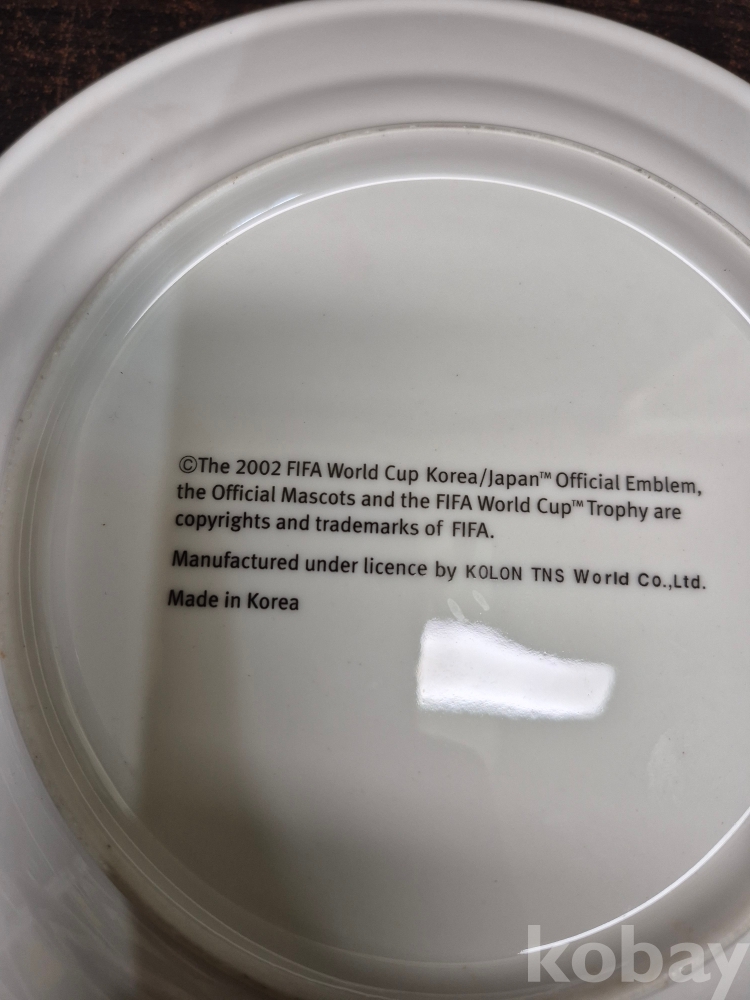 ©The 2002 FIFA World Cup Korea/Japan™ Official Emblem,
the Official Mascots and the FIFA World Cup™ Trophy are
copyrights and trademarks of FIFA.
Manufactured under licence by KOLON TNS World Co.,Ltd.
Made in Korea
kobay